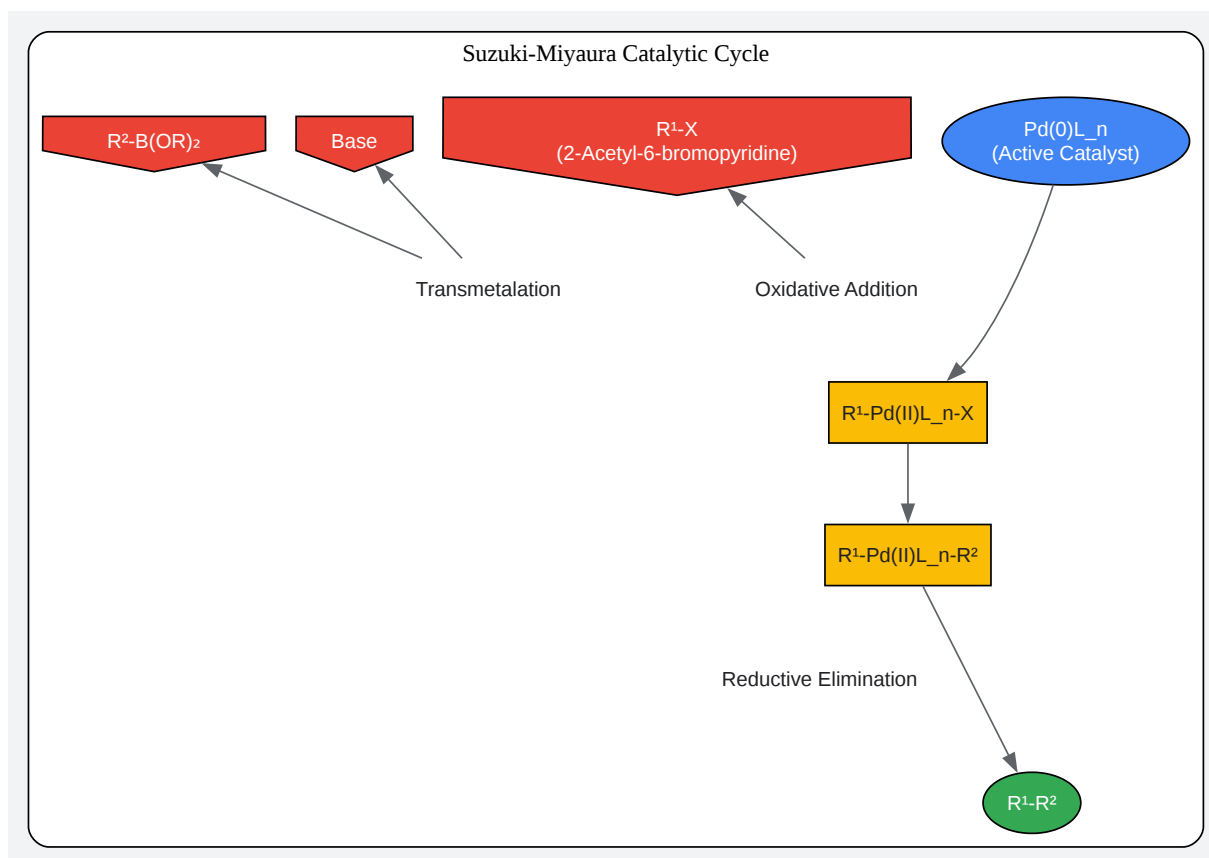 Suzuki-Miyaura Catalytic Cycle
R²-B(OR)₂
Base
R¹-X
(2-Acetyl-6-bromopyridine)
Pd(0)L_n
(Active Catalyst)
Transmetalation
Oxidative Addition
R¹-Pd(II)L_n-X
R¹-Pd(II)L_n-R²
Reductive Elimination
R¹-R²